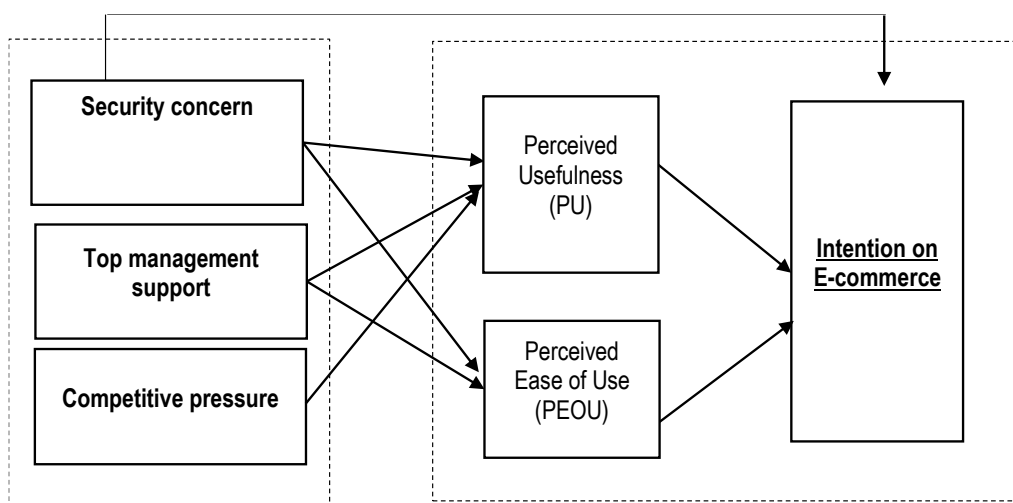 Security concern
Top management
support
Competitive pressure
Perceived
Usefulness
(PU)
Perceived
Ease of Use
(PEOU)
Intention on
E-commerce